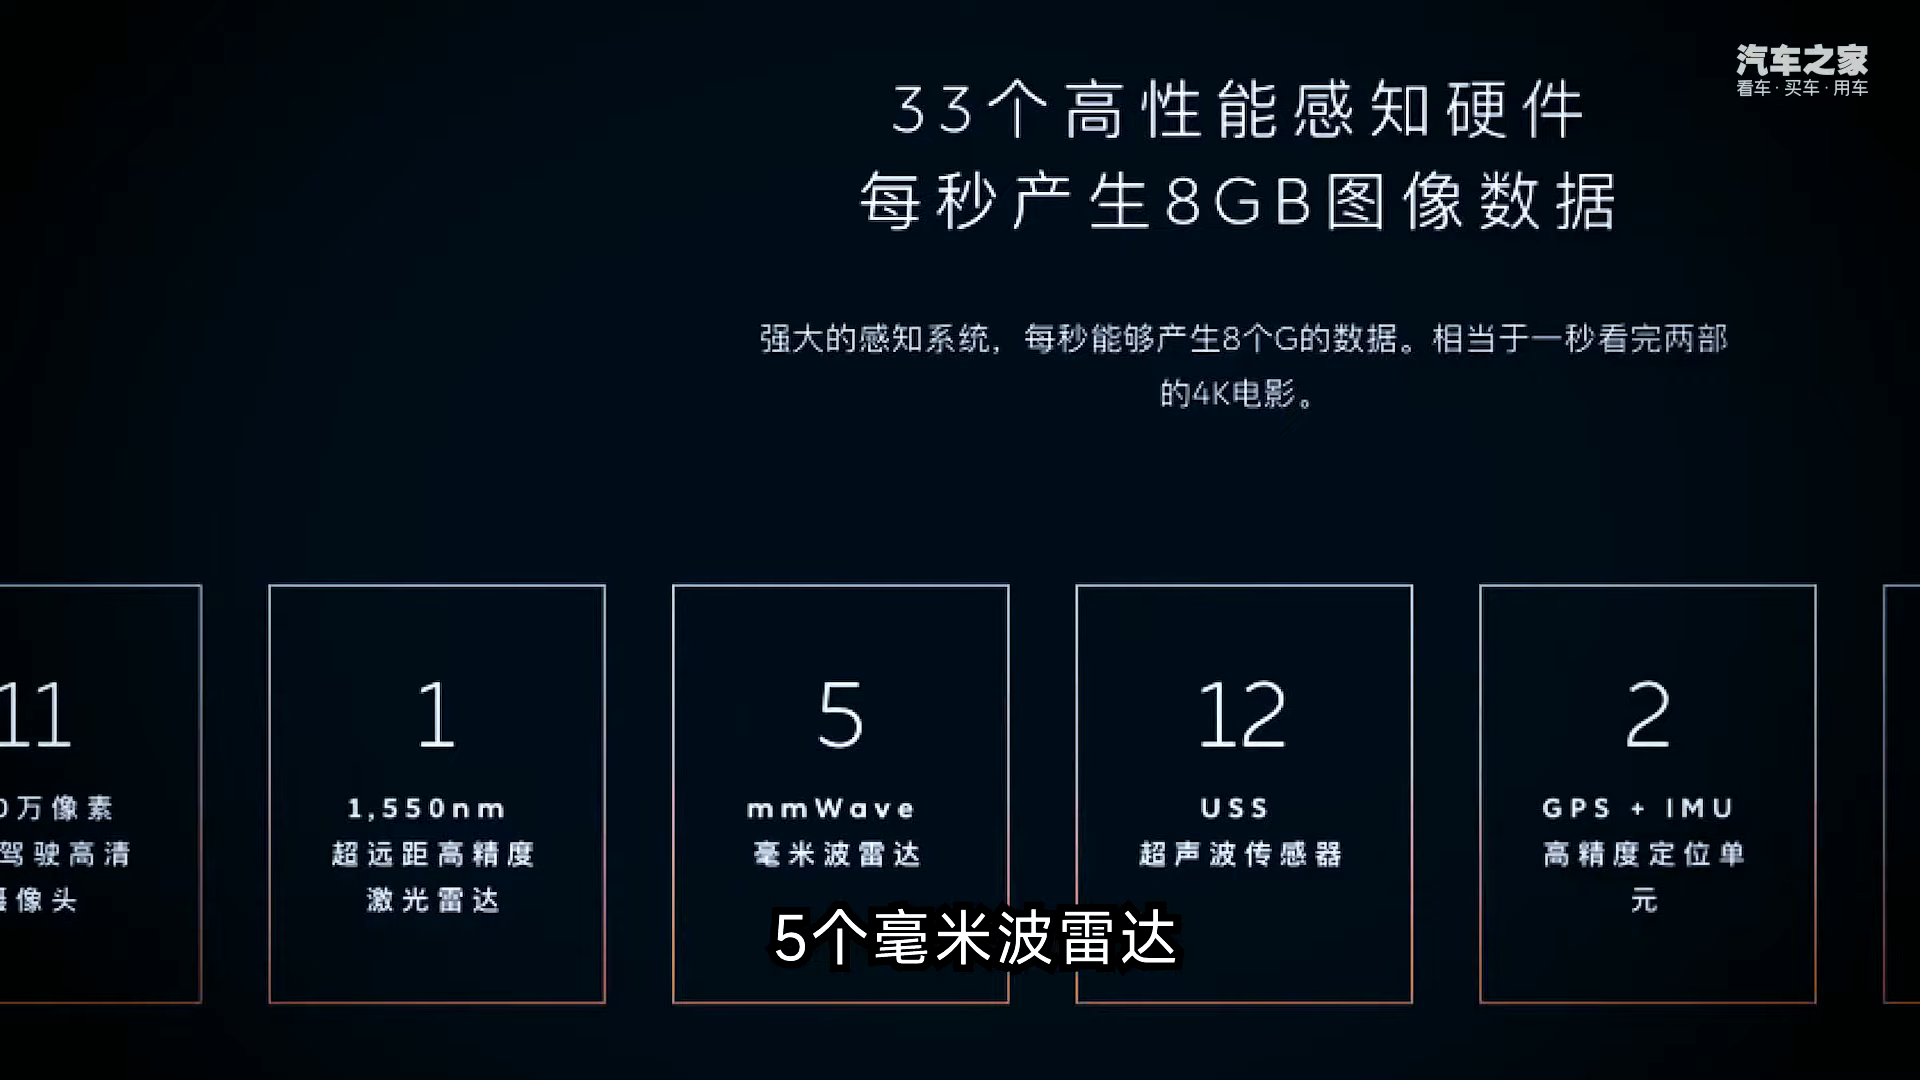 汽车之家
看车·买车·用车
33个高性能感知硬件
每秒产生8GB图像数据
强大的感知系统，每秒能够产生8个G的数据。相当于一秒看完两部
的4K电影。
11
0万像素
驾驶高清
摄像头
1
1,550nm
超远距高精度
激光雷达
5
mmWave
毫米波雷达
12
USS
超声波传感器
2
GPS + IMU
高精度定位单
元
5个毫米波雷达